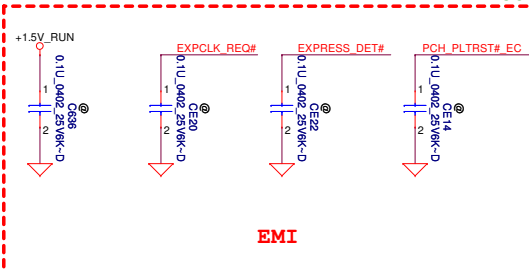 +1.5V_RUN
EXPCLK_REQ#
EXPRESS_DET#
PCH_PLTRST#_EC
1
2
@
C636
0.1U_0402_25V6K~D
1
2
@
CE20
0.1U_0402_25V6K~D
1
2
@
CE22
0.1U_0402_25V6K~D
1
2
@
CE14
0.1U_0402_25V6K~D
EMI